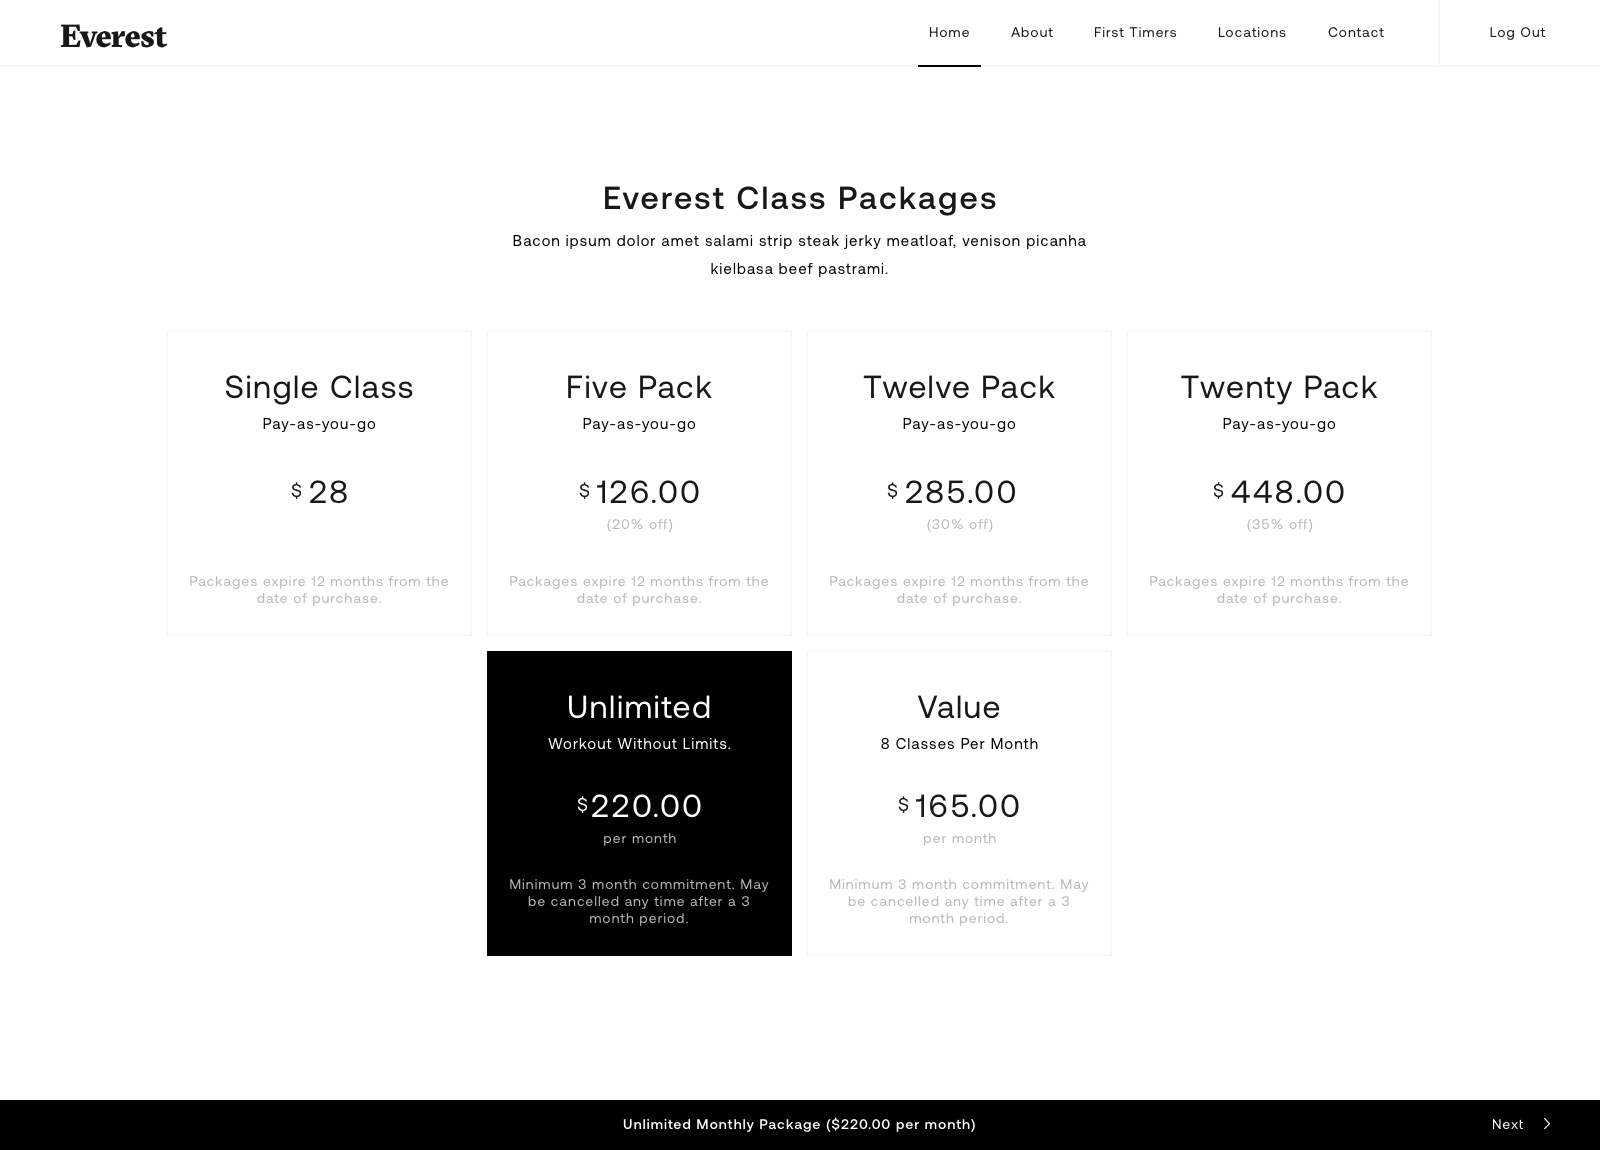 Everest
Home
About
First Timers
Locations
Contact
Log Out
Everest Class Packages
Bacon ipsum dolor amet salami strip steak jerky meatloaf, venison picanha
kielbasa beef pastrami.
Single Class
Pay-as-you-go
$ 28
Packages expire 12 months from the
date of purchase.
Five Pack
Pay-as-you-go
$ 126.00
(20% off)
Packages expire 12 months from the
date of purchase.
Twelve Pack
Pay-as-you-go
$ 285.00
(30% off)
Packages expire 12 months from the
date of purchase.
Twenty Pack
Pay-as-you-go
$ 448.00
(35% off)
Packages expire 12 months from the
date of purchase.
Unlimited
Workout Without Limits.
$220.00
per month
Minimum 3 month commitment. May
be cancelled any time after a 3
month period.
Value
8 Classes Per Month
$ 165.00
per month
Minimum 3 month commitment. May
be cancelled any time after a 3
month period.
Unlimited Monthly Package ($220.00 per month)
Next